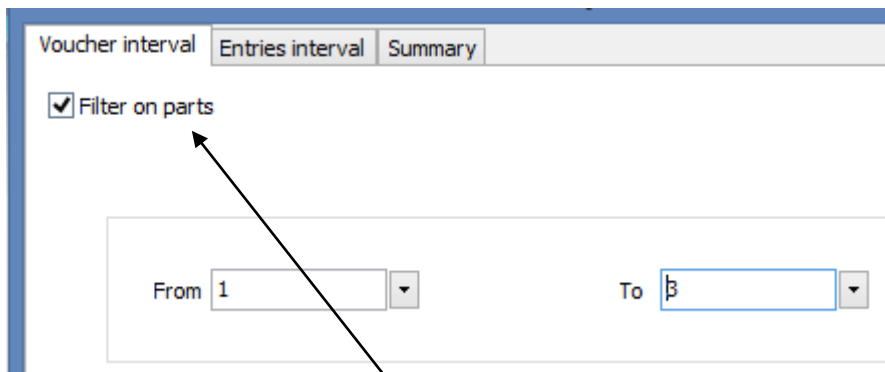 Voucher interval Entries interval Summary
Filter on parts
From 1 To 3